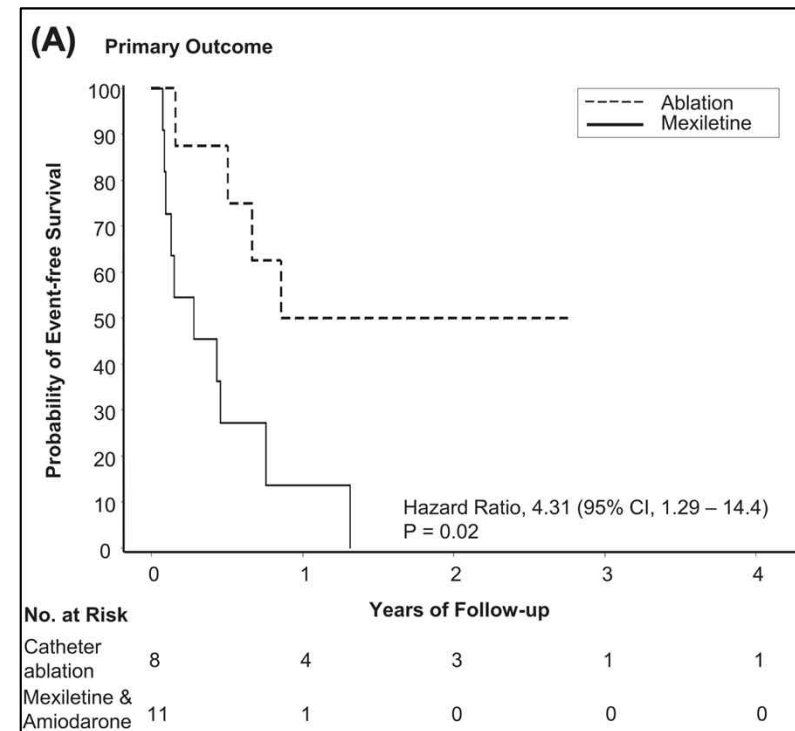 (A) Primary Outcome
100
90
80
70
60
50
40
30
20
10
0
Probability of Event-free Survival
Ablation
Mexiletine
Hazard Ratio, 4.31 (95% CI, 1.29 – 14.4)
P = 0.02
0 1 2 3 4
No. at Risk Years of Follow-up
Catheter
ablation 8 4 3 1 1
Mexiletine &
Amiodarone 11 1 0 0 0